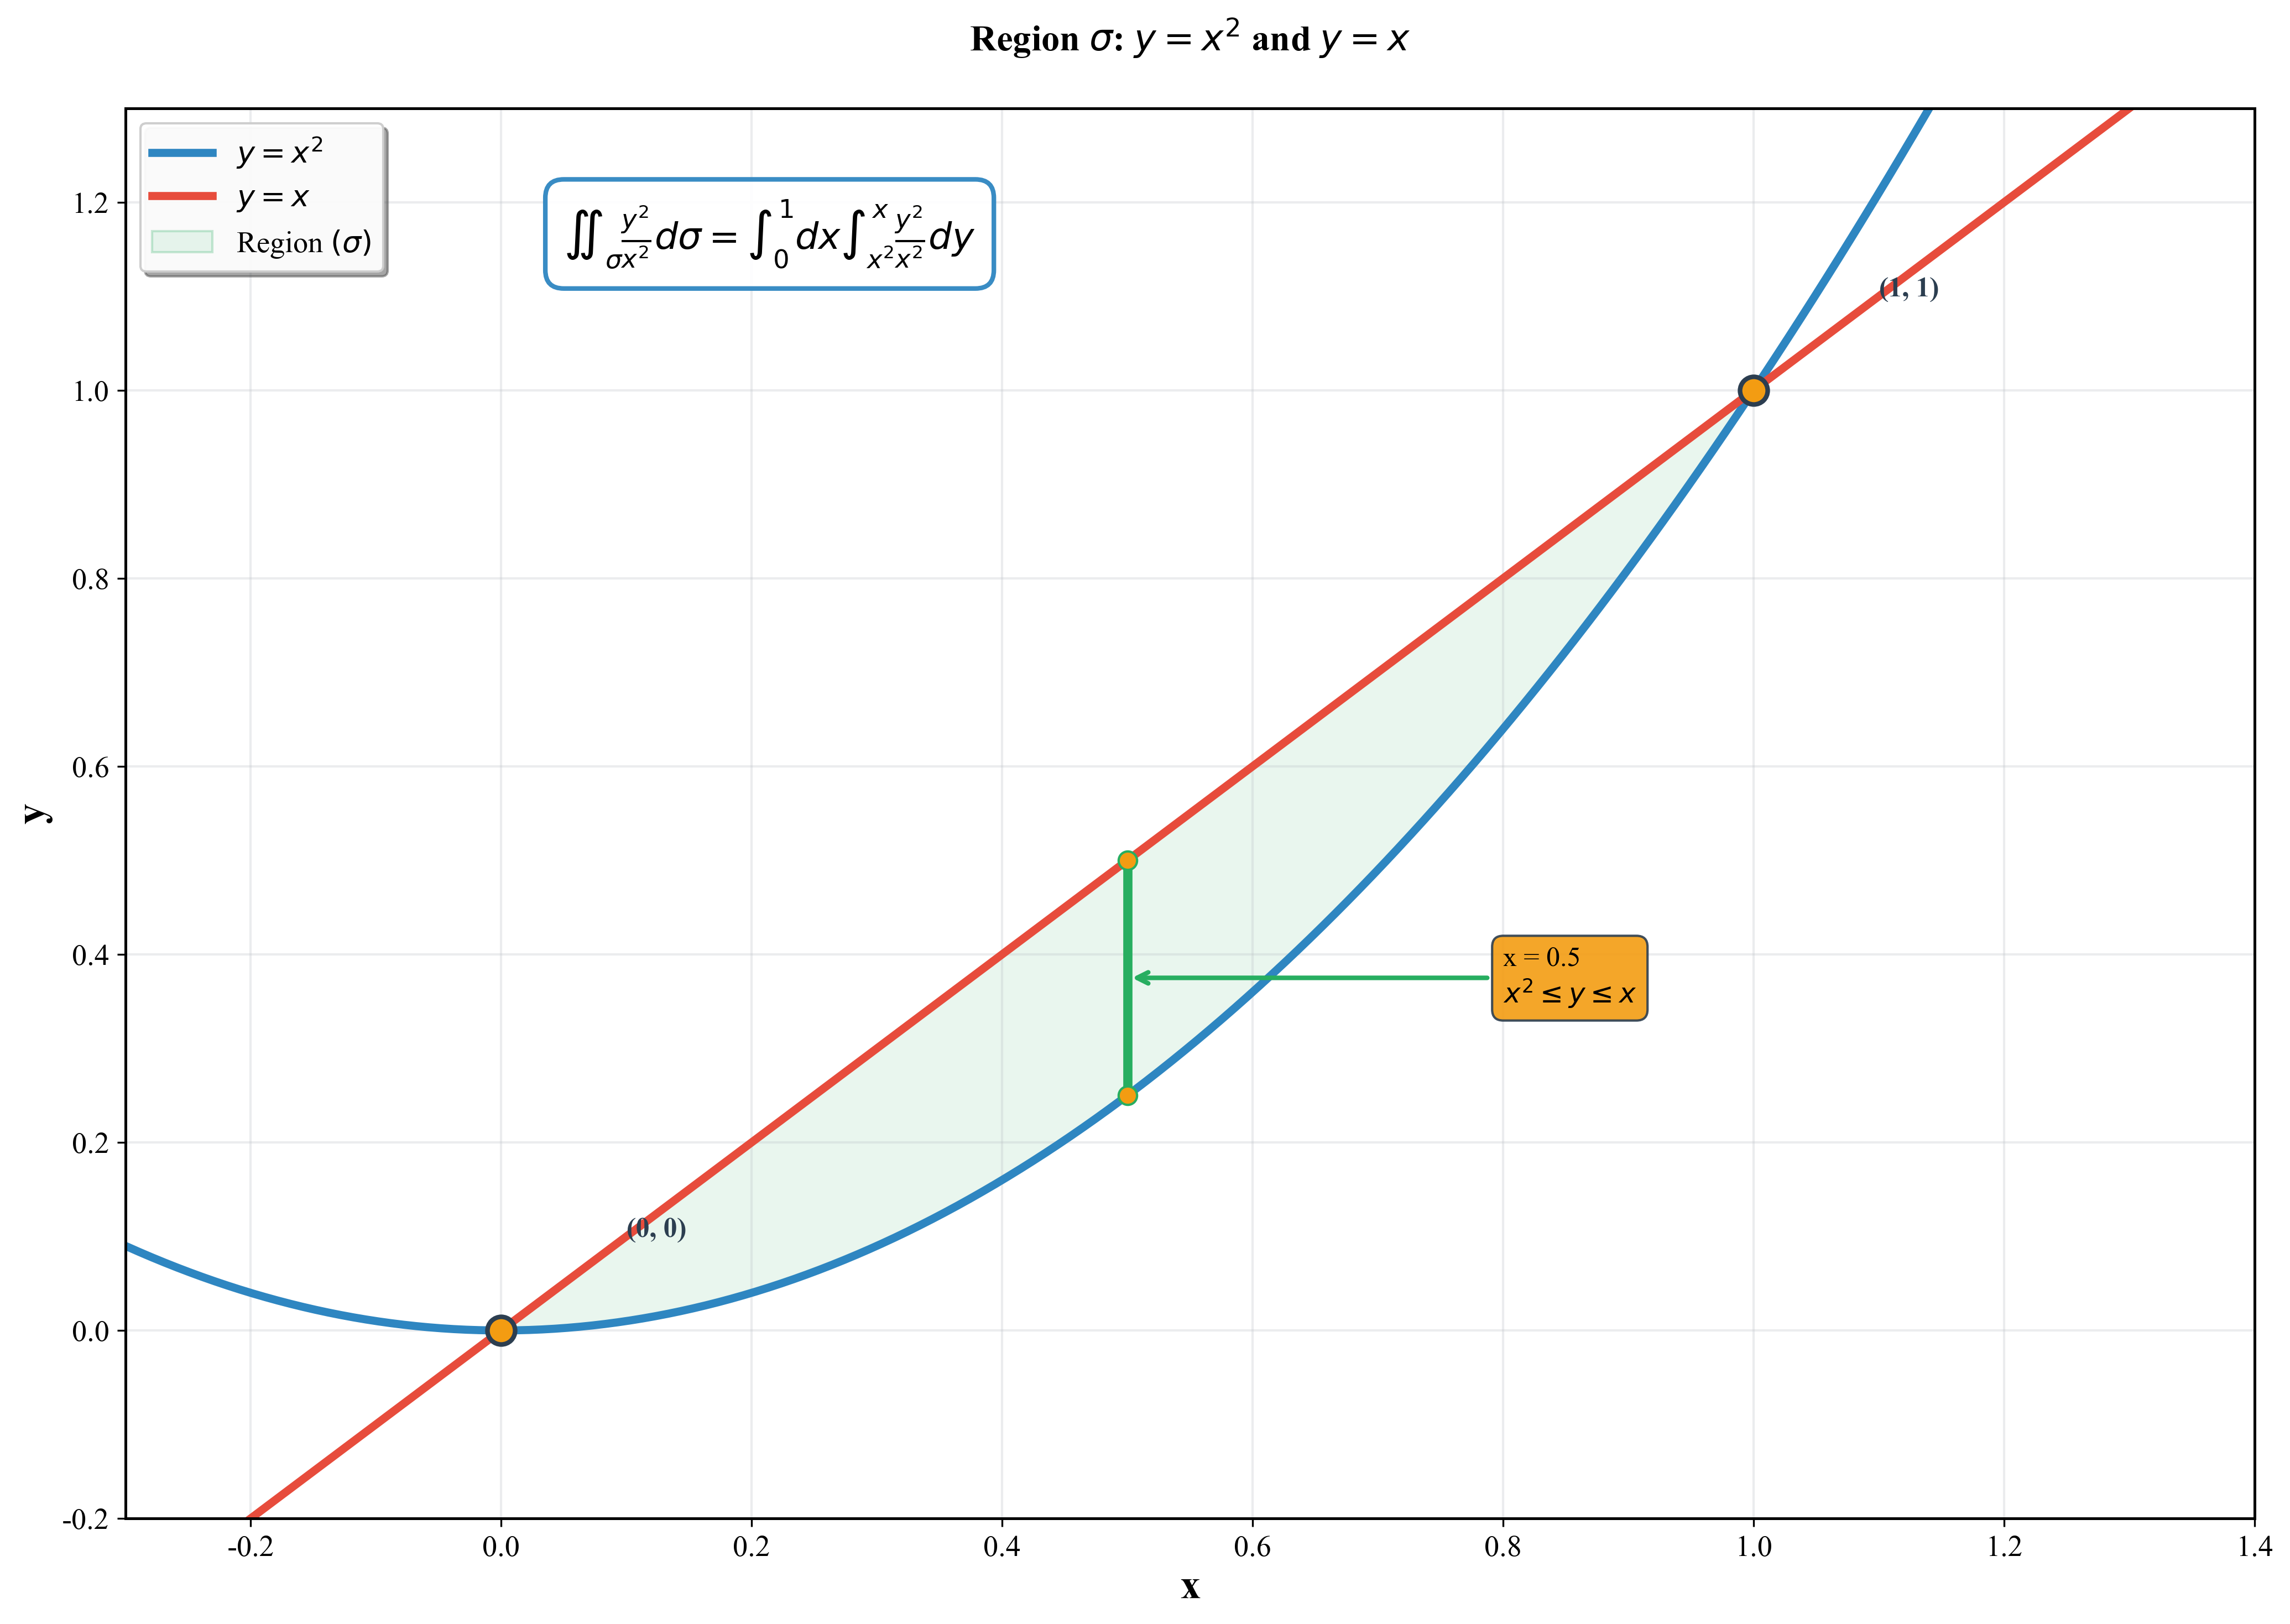 Region σ: y = x² and y = x
y = x²
y = x
Region (σ)
∬_σ y²/x² dσ = ∫₀¹ dx ∫_{x²}^{x} y²/x² dy
(1, 1)
x = 0.5
x² ≤ y ≤ x
(0, 0)
y
1.2
1.0
0.8
0.6
0.4
0.2
0.0
-0.2
-0.2 0.0 0.2 0.4 0.6 0.8 1.0 1.2 1.4
x